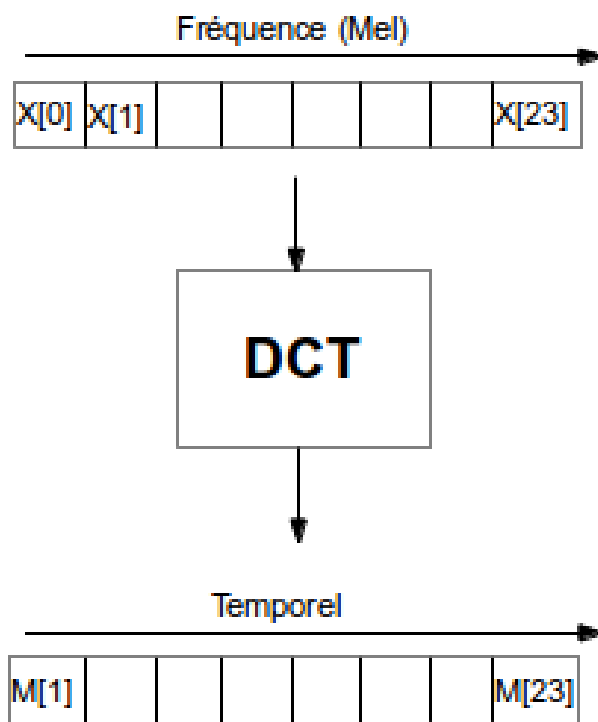 Fréquence (Mel)
X[0] X[1] X[23]
DCT
Temporel
M[1] M[23]